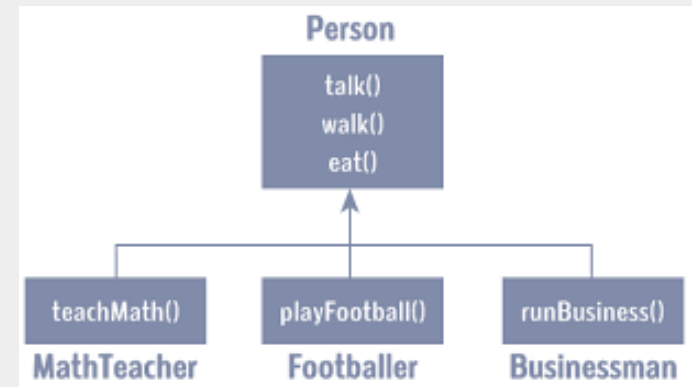 Person
talk()
walk()
eat()
teachMath()
playFootball()
runBusiness()
MathTeacher
Footballer
Businessman